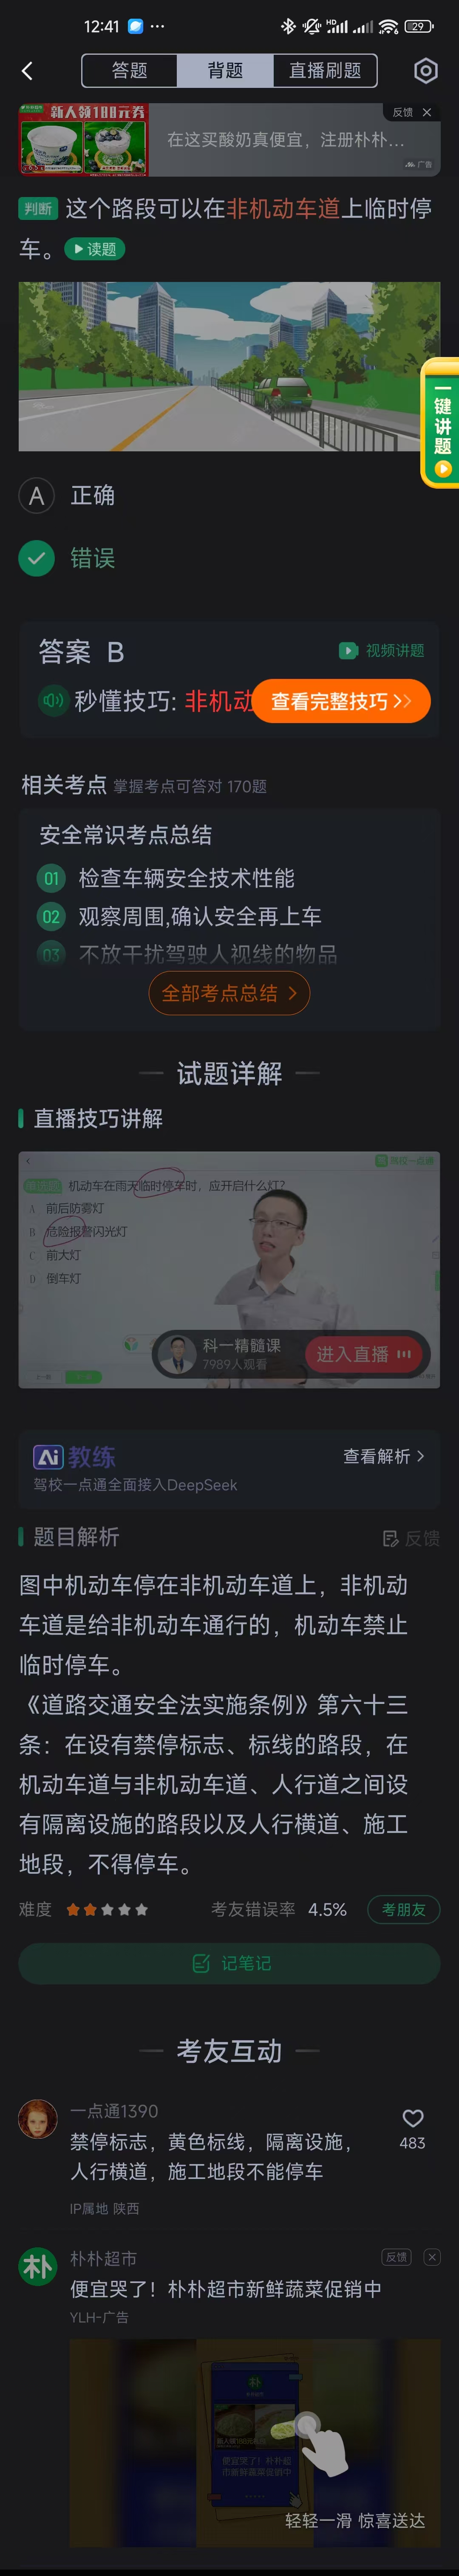 12:41
HD
29
答题
背题
直播刷题
新人领188元券
在这买酸奶真便宜，注册朴朴...
反馈
广告
判断 这个路段可以在非机动车道上临时停
车。 读题
一键讲题
A 正确
错误
答案 B
视频讲题
秒懂技巧: 非机动
查看完整技巧
相关考点 掌握考点可答对 170题
安全常识考点总结
01 检查车辆安全技术性能
02 观察周围,确认安全再上车
03 不放干扰驾驶人视线的物品
全部考点总结
试题详解
直播技巧讲解
驾校一点通
机动车在雨天临时停车时，应开启什么灯?
A 前后防雾灯
B 危险报警闪光灯
C 前大灯
D 倒车灯
科一精髓课
7989人观看
进入直播
Ai 教练
查看解析
驾校一点通全面接入DeepSeek
题目解析
反馈
图中机动车停在非机动车道上，非机动
车道是给非机动车通行的，机动车禁止
临时停车。
《道路交通安全法实施条例》第六十三
条：在设有禁停标志、标线的路段，在
机动车道与非机动车道、人行道之间设
有隔离设施的路段以及人行横道、施工
地段，不得停车。
难度
考友错误率 4.5%
考朋友
记笔记
考友互动
一点通1390
禁停标志，黄色标线，隔离设施，
人行横道，施工地段不能停车
483
IP属地 陕西
朴
朴朴超市
反馈
便宜哭了！朴朴超市新鲜蔬菜促销中
YLH-广告
朴
便宜哭了！朴朴超
市新鲜蔬菜促销中
轻轻一滑 惊喜送达